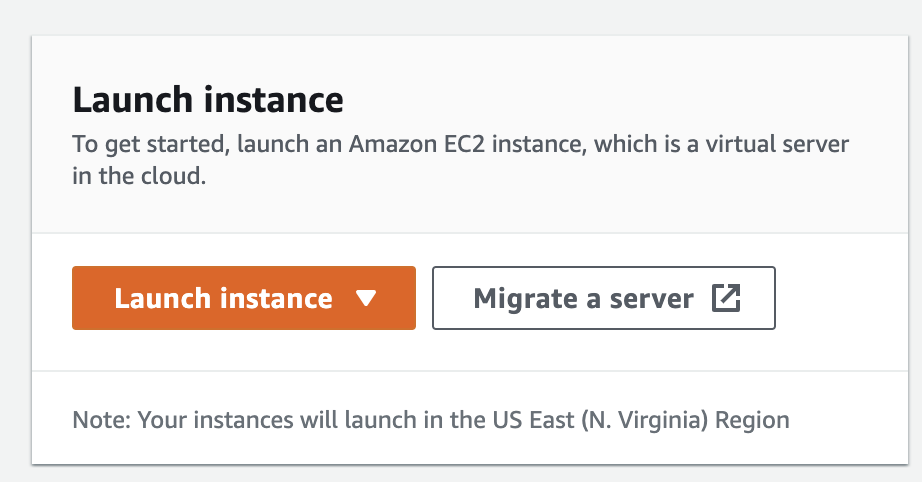 Launch instance
To get started, launch an Amazon EC2 instance, which is a virtual server
in the cloud.
Launch instance
Migrate a server
Note: Your instances will launch in the US East (N. Virginia) Region